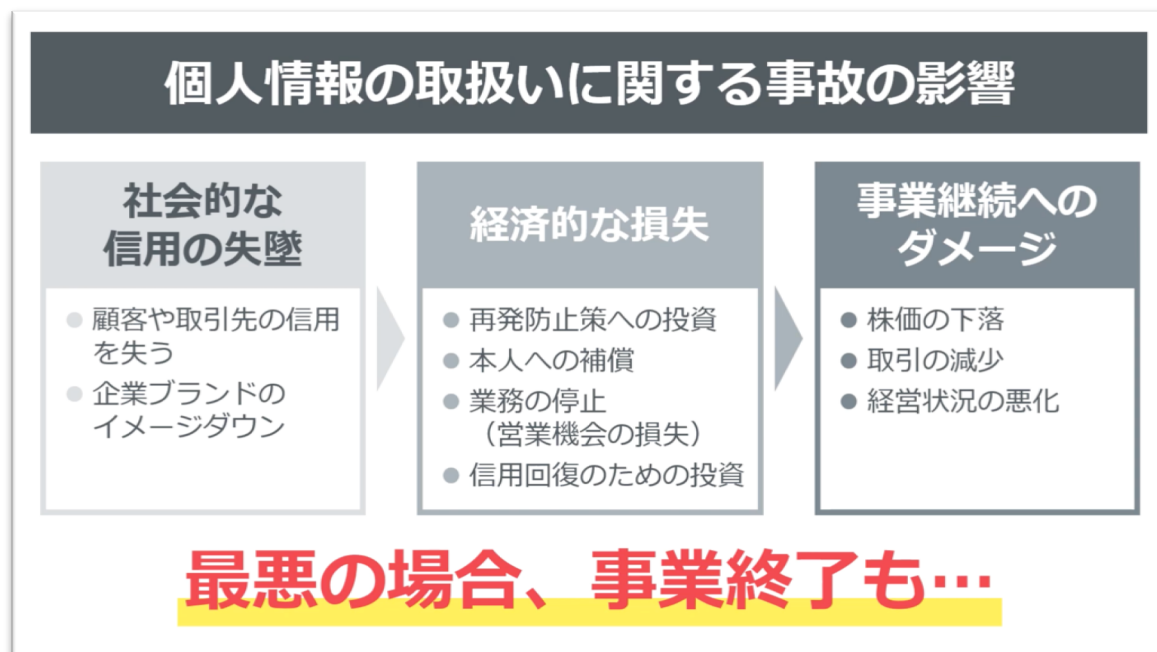 個人情報の取扱いに関する事故の影響
社会的な
信用の失墜
● 顧客や取引先の信用
を失う
● 企業ブランドの
イメージダウン
経済的な損失
● 再発防止策への投資
● 本人への補償
● 業務の停止
（営業機会の損失）
● 信用回復のための投資
事業継続への
ダメージ
● 株価の下落
● 取引の減少
● 経営状況の悪化
最悪の場合、事業終了も…